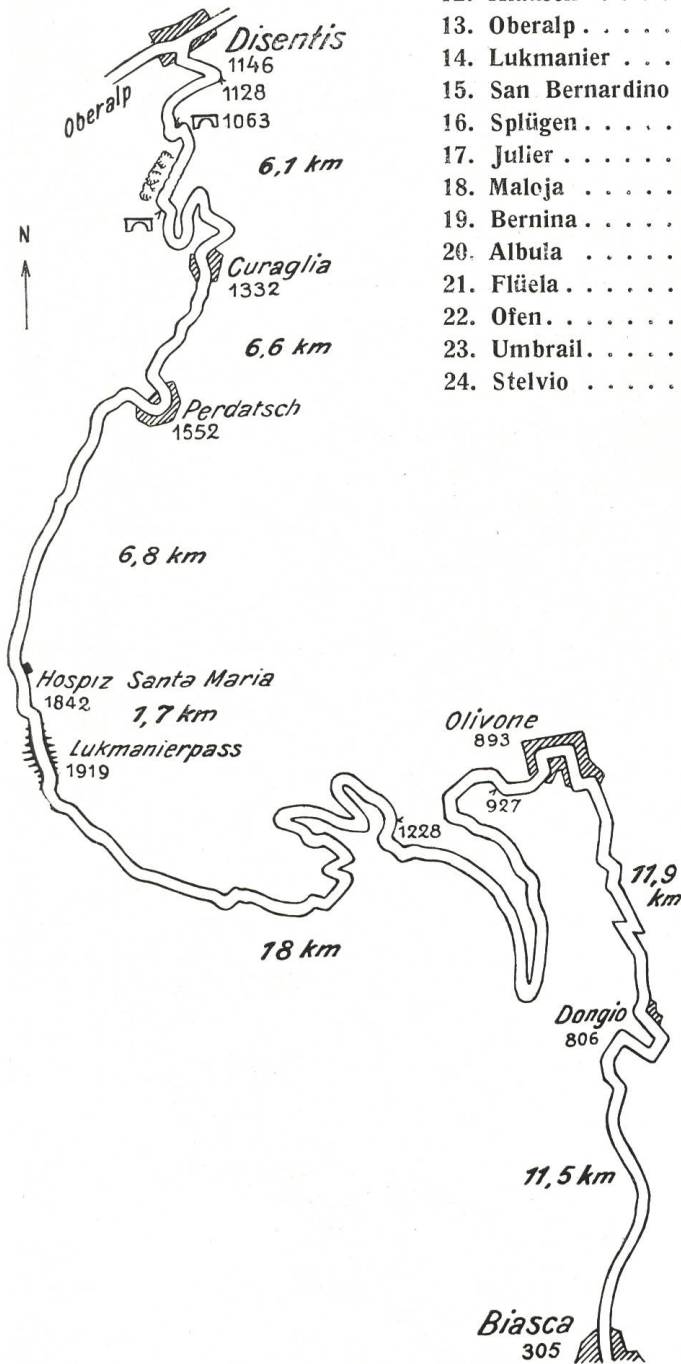 13. Oberalp . . . . .
14. Lukmanier . . .
15. San Bernardino
16. Splügen . . . . .
17. Julier . . . . . .
18. Maloja . . . . .
19. Bernina . . . . .
20. Albula . . . . .
21. Flüela . . . . . .
22. Ofen . . . . . . .
23. Umbrail . . . . .
24. Stelvio . . . . .
Disentis
1146
1128
Oberalp
1063
6,1 km
N
Curaglia
1332
6,6 km
Perdatsch
1552
6,8 km
Hospiz Santa Maria
1842
1,7 km
Lukmanierpass
1919
Olivone
893
927
1228
11,9
km
18 km
Dongio
806
11,5 km
Biasca
305